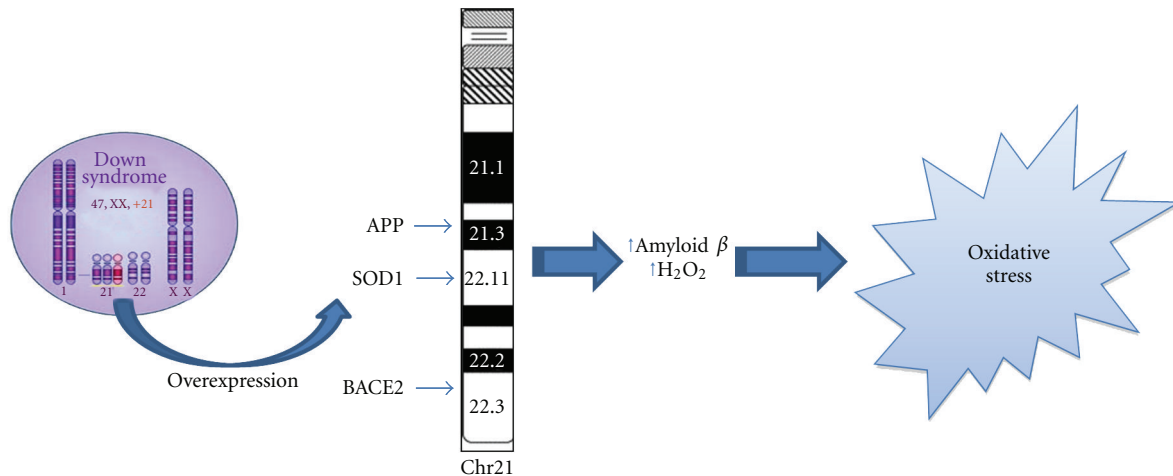 Down
syndrome
47, XX, +21
1
21
22
X X
Overexpression
APP
SOD1
BACE2
21.1
21.3
22.11
22.2
22.3
Chr21
↑Amyloid β
↑H₂O₂
Oxidative
stress